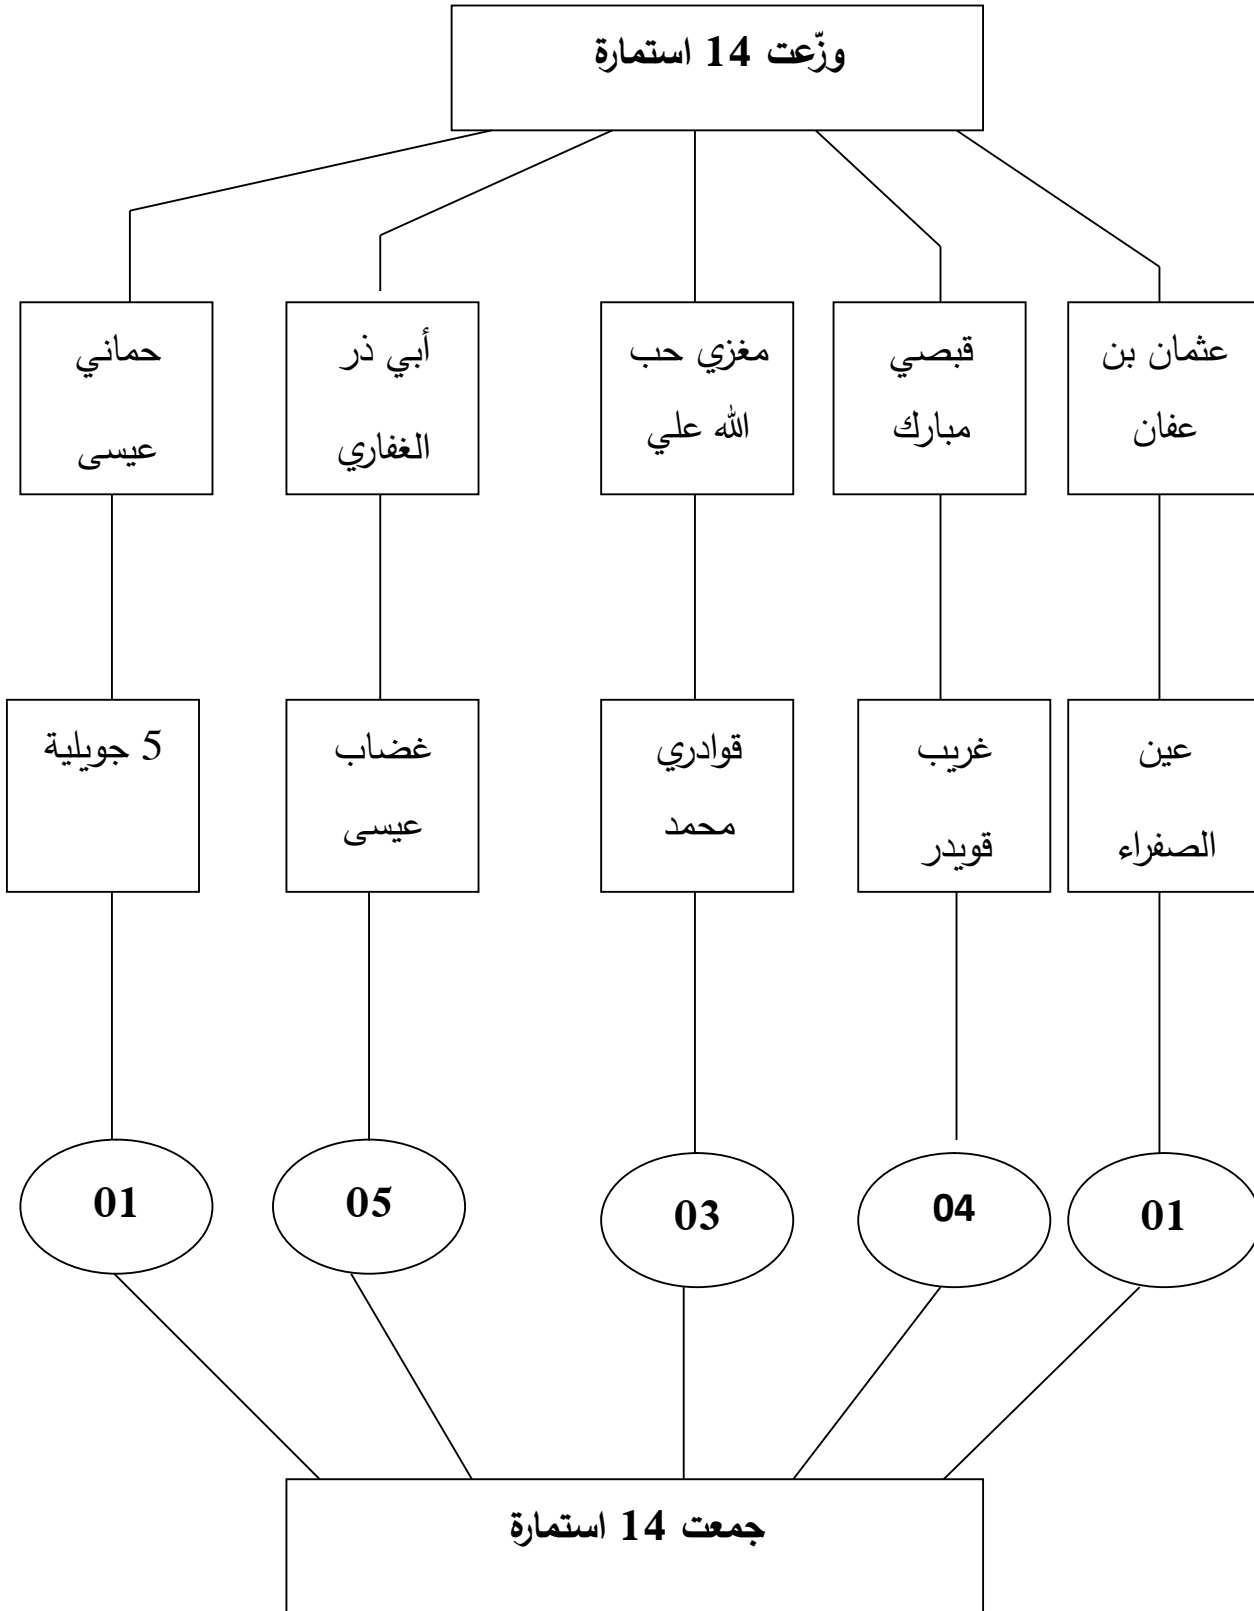 وزّعت 14 استمارة
عثمان بن
عفان
قبصي
مبارك
مغزي حب
الله علي
أبي ذر
الغفاري
حماني
عيسى
عين
الصفراء
غريب
قويدر
قوادري
محمد
غضاب
عيسى
5 جويلية
01
04
03
05
01
جمعت 14 استمارة